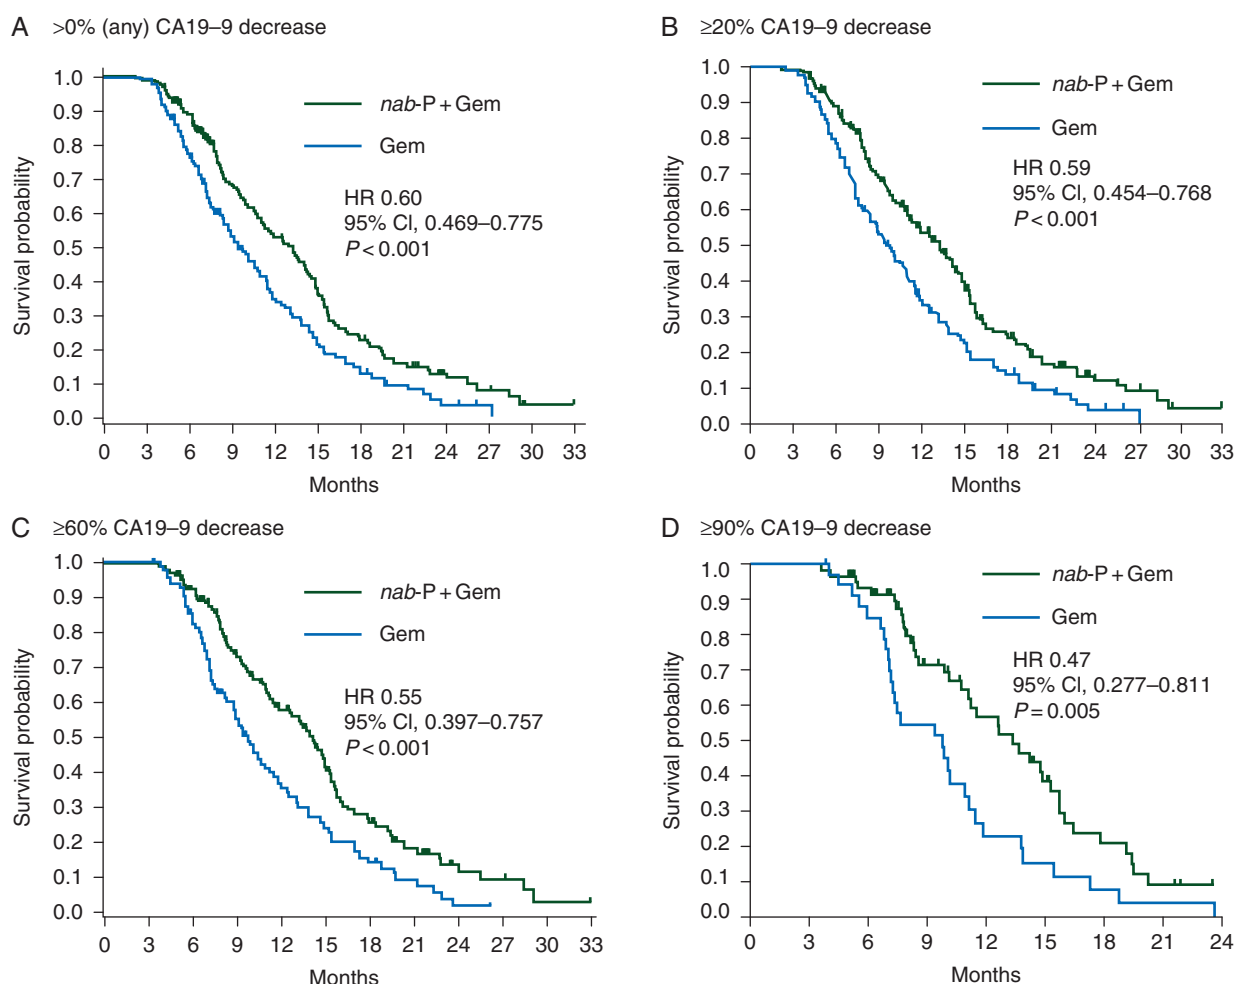 A >0% (any) CA19–9 decrease
1.0
0.9
0.8
0.7
0.6
0.5
0.4
0.3
0.2
0.1
0.0
Survival probability
nab-P + Gem
Gem
HR 0.60
95% CI, 0.469–0.775
P < 0.001
0 3 6 9 12 15 18 21 24 27 30 33
Months
B ≥20% CA19–9 decrease
1.0
0.9
0.8
0.7
0.6
0.5
0.4
0.3
0.2
0.1
0.0
Survival probability
nab-P + Gem
Gem
HR 0.59
95% CI, 0.454–0.768
P < 0.001
0 3 6 9 12 15 18 21 24 27 30 33
Months
C ≥60% CA19–9 decrease
1.0
0.9
0.8
0.7
0.6
0.5
0.4
0.3
0.2
0.1
0.0
Survival probability
nab-P + Gem
Gem
HR 0.55
95% CI, 0.397–0.757
P < 0.001
0 3 6 9 12 15 18 21 24 27 30 33
Months
D ≥90% CA19–9 decrease
1.0
0.9
0.8
0.7
0.6
0.5
0.4
0.3
0.2
0.1
0.0
Survival probability
nab-P + Gem
Gem
HR 0.47
95% CI, 0.277–0.811
P = 0.005
0 3 6 9 12 15 18 21 24
Months